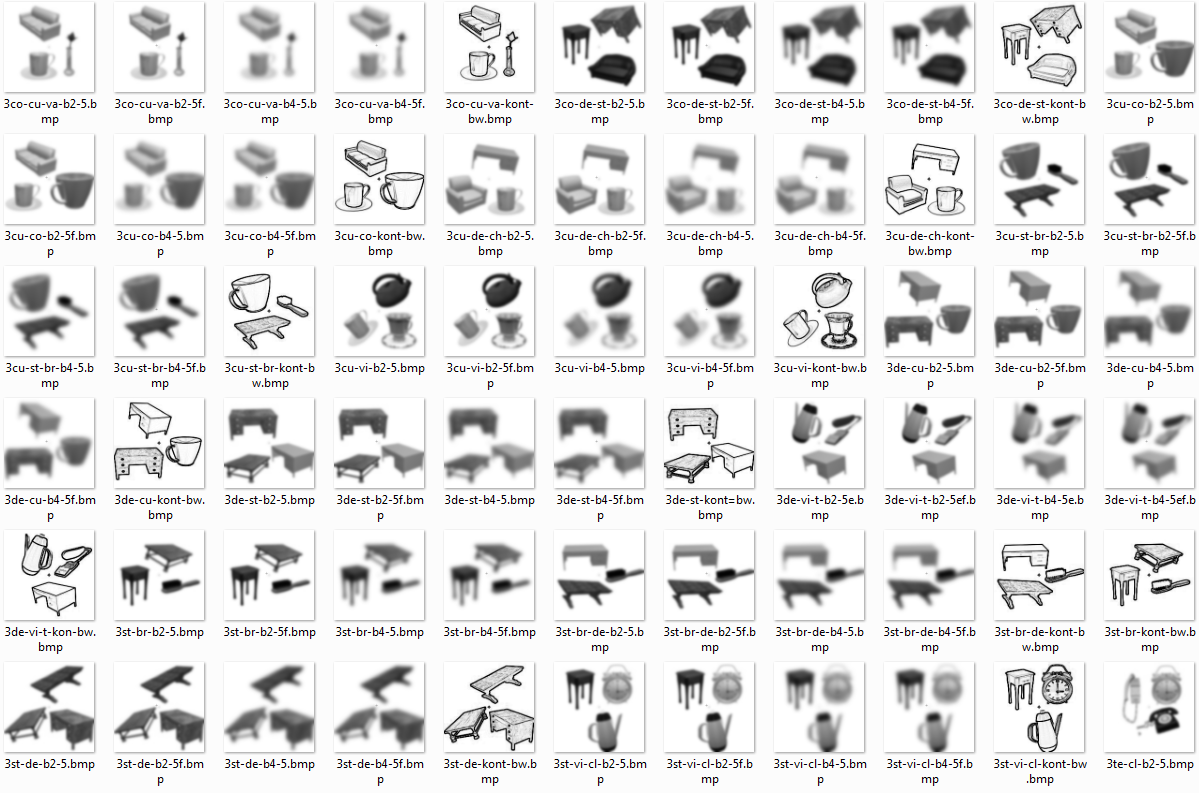 3co-cu-va-b2-5.b
mp
3co-cu-va-b2-5f.
bmp
3co-cu-va-b4-5.b
mp
3co-cu-va-b4-5f.
bmp
3co-cu-va-kont-
bw.bmp
3co-de-st-b2-5.b
mp
3co-de-st-b2-5f.
bmp
3co-de-st-b4-5.b
mp
3co-de-st-b4-5f.
bmp
3co-de-st-kont-b
w.bmp
3cu-co-b2-5.bm
p
3cu-co-b2-5f.bm
p
3cu-co-b4-5.bm
p
3cu-co-b4-5f.bm
p
3cu-co-kont-bw.
bmp
3cu-de-ch-b2-5.
bmp
3cu-de-ch-b2-5f.
bmp
3cu-de-ch-b4-5.
bmp
3cu-de-ch-b4-5f.
bmp
3cu-de-ch-kont-
bw.bmp
3cu-st-br-b2-5.b
mp
3cu-st-br-b2-5f.b
mp
3cu-st-br-b4-5.b
mp
3cu-st-br-b4-5f.b
mp
3cu-st-br-kont-b
w.bmp
3cu-vi-b2-5.bmp
3cu-vi-b2-5f.bm
p
3cu-vi-b4-5.bmp
3cu-vi-b4-5f.bm
p
3cu-vi-kont-bw.
bmp
3de-cu-b2-5.bm
p
3de-cu-b2-5f.bm
p
3de-cu-b4-5.bm
p
3de-cu-b4-5f.bm
p
3de-cu-kont-bw.
bmp
3de-st-b2-5.bmp
3de-st-b2-5f.bm
p
3de-st-b4-5.bmp
3de-st-b4-5f.bm
p
3de-st-kont=bw.
bmp
3de-vi-t-b2-5e.b
mp
3de-vi-t-b2-5ef.b
mp
3de-vi-t-b4-5e.b
mp
3de-vi-t-b4-5ef.b
mp
3de-vi-t-kon-bw.
bmp
3st-br-b2-5.bmp
3st-br-b2-5f.bmp
3st-br-b4-5.bmp
3st-br-b4-5f.bmp
3st-br-de-b2-5.b
mp
3st-br-de-b2-5f.b
mp
3st-br-de-b4-5.b
mp
3st-br-de-b4-5f.b
mp
3st-br-de-kont-b
w.bmp
3st-br-kont-bw.b
mp
3st-de-b2-5.bmp
3st-de-b2-5f.bm
p
3st-de-b4-5.bmp
3st-de-b4-5f.bm
p
3st-de-kont-bw.b
mp
3st-vi-cl-b2-5.b
mp
3st-vi-cl-b2-5f.b
mp
3st-vi-cl-b4-5.bm
p
3st-vi-cl-b4-5f.b
mp
3st-vi-cl-kont-bw
.bmp
3te-cl-b2-5.bmp